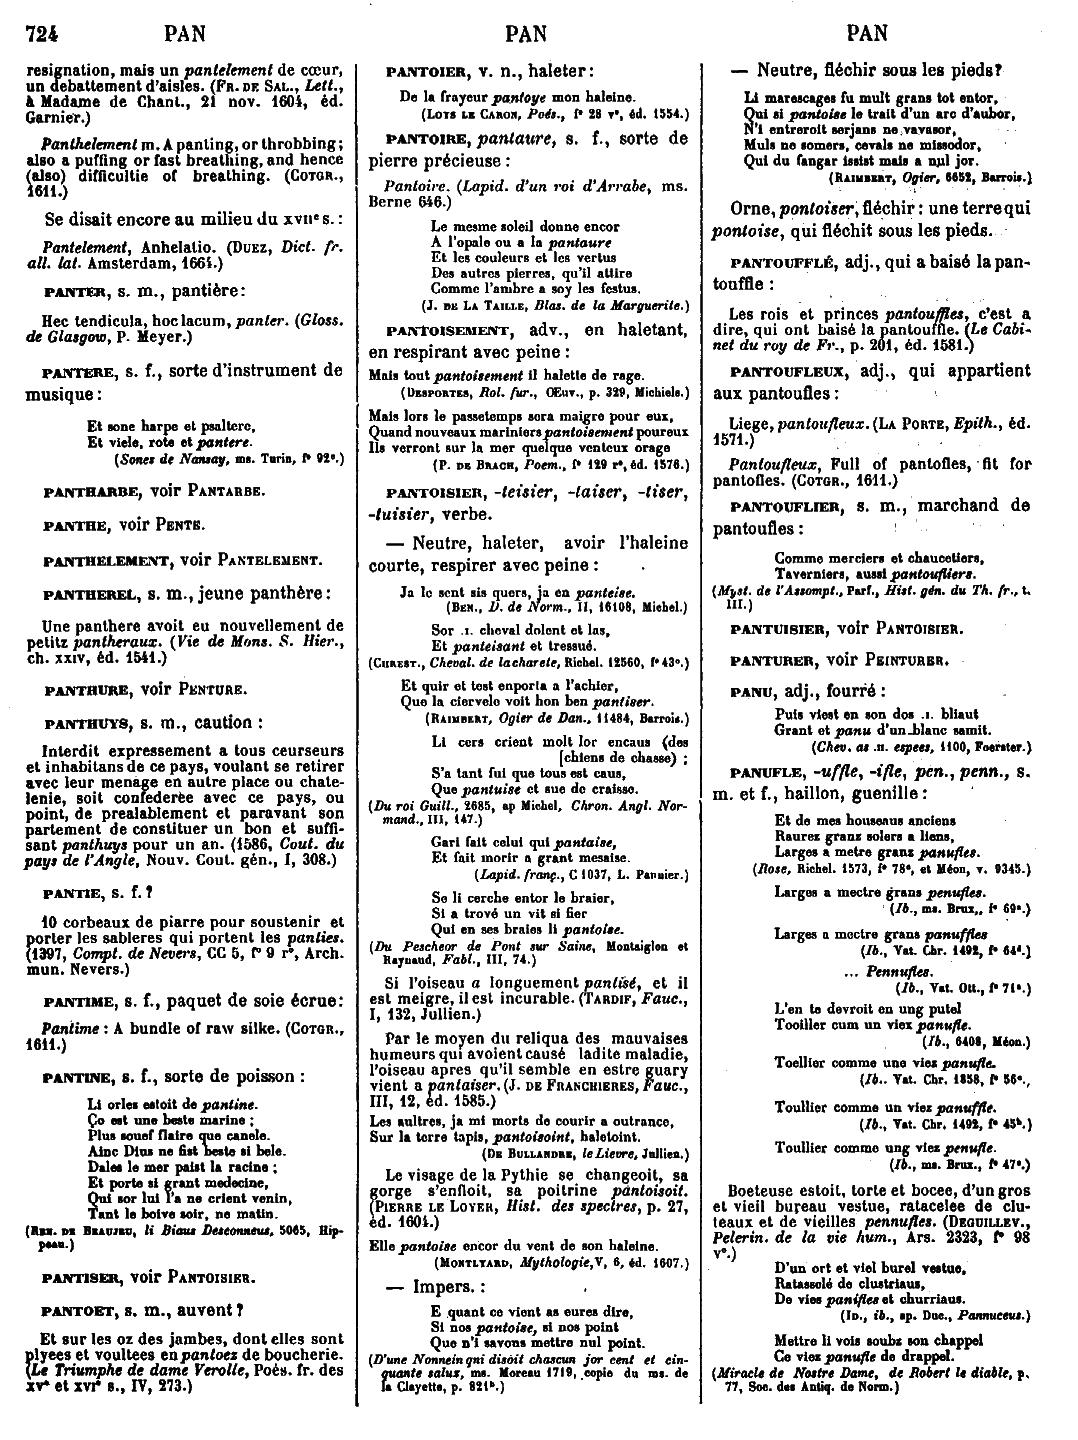 724 PAN PAN PAN
resignation, mais un pantelement de cœur,
un debattement d'aisles. (FR. DE SAL., Lett.,
à Madame de Chant., 21 nov. 1604, éd.
Garnier.)
Panthelement m. A panting, or throbbing;
also a puffing or fast breathing, and hence
(also) difficultie of breathing. (COTGR.,
1611.)
Se disait encore au milieu du XVIIe s. :
Pantelement, Anhelatio. (DUEZ, Dict. fr.
all. lat. Amsterdam, 1664.)
PANTER, s. m., pantière :
Hec tendicula, hoc lacum, panter. (Gloss.
de Glasgow, P. Meyer.)
PANTERE, s. f., sorte d'instrument de
musique :
Et sone harpe et psaltere,
Et viele, rote et pantere.
(Sones de Nansay, ms. Turin, f° 92a.)
PANTHARBE, voir PANTARBE.
PANTHE, voir PENTE.
PANTHELEMENT, voir PANTELEMENT.
PANTHEREL, s. m., jeune panthère :
Une panthere avoit eu nouvellement de
petitz pantheraux. (Vie de Mons. S. Hier.,
ch. XXIV, éd. 1541.)
PANTHURE, voir PENTURE.
PANTHUYS, s. m., caution :
Interdit expressement a tous ceurseurs
et inhabitans de ce pays, voulant se retirer
avec leur menage en autre place ou chate-
lenie, soit confederèe avec ce pays, ou
point, de prealablement et paravant son
partement de constituer un bon et suffi-
sant panthuys pour un an. (1586, Cout. du
pays de l'Angle, Nouv. Cout. gén., I, 308.)
PANTIE, s. f. ?
10 corbeaux de piarre pour soustenir et
porter les sableres qui portent les panties.
(1397, Compt. de Nevers, CC 5, f° 9 r°, Arch.
mun. Nevers.)
PANTIME, s. f., paquet de soie écrue :
Pantime : A bundle of raw silke. (COTGR.,
1611.)
PANTINE, s. f., sorte de poisson :
Li orles estoit de pantine.
Ço est une beste marine ;
Plus souef flaire que canele.
Ainc Dius ne fist beste si bele.
Dales le mer paist la racine ;
Et porte si grant medecine,
Qui sor lui l'a ne crient venin,
Tant le boive soir, ne matin.
(REN. DE BEAUJEU, li Biaus Desconneus, 5065, Hip-
peau.)
PANTISER, voir PANTOISIER.
PANTOET, s. m., auvent ?
Et sur les oz des jambes, dont elles sont
plyees et voultees en pantoez de boucherie.
(Le Triumphe de dame Verolle, Poés. fr. des
XVe et XVIe s., IV, 273.)
PANTOIER, v. n., haleter :
De la frayeur pantoye mon haleine.
(LOYS LE CARON, Poés., f° 28 v°, éd. 1554.)
PANTOIRE, pantaure, s. f., sorte de
pierre précieuse :
Pantoire. (Lapid. d'un roi d'Arrabe, ms.
Berne 646.)
Le mesme soleil donne encor
A l'opale ou a la pantaure
Et les couleurs et les vertus
Des autres pierres, qu'il attire
Comme l'ambre a soy les festus.
(J. DE LA TAILLE, Blas. de la Marguerite.)
PANTOISEMENT, adv., en haletant,
en respirant avec peine :
Mais tout pantoisement il halette de rage.
(DESPORTES, Rol. fur., Œuv., p. 329, Michiels.)
Mais lors le passetemps sera maigre pour eux,
Quand nouveaux mariniers pantoisement poureux
Ils verront sur la mer quelque venteux orage
(P. DE BRACH, Poem., f° 129 r°, éd. 1576.)
PANTOISIER, -teisier, -taiser, -tiser,
-tuisier, verbe.
— Neutre, haleter, avoir l'haleine
courte, respirer avec peine :
Ja le sent sis quers, ja en panteise.
(BEN., D. de Norm., II, 16108, Michel.)
Sor .I. cheval dolent et las,
Et panteisant et tressué.
(CHREST., Cheval. de lacharete, Richel. 12560, f° 43c.)
Et quir et test enporta a l'achier,
Que la ciervele voit hon ben pantiser.
(RAIMBERT, Ogier de Dan., 11484, Barrois.)
Li cers crient molt lor encaus (des
[chiens de chasse) ;
S'a tant fui que tous est caus,
Que pantuise et sue de craisso.
(Du roi Guill., 2685, ap Michel, Chron. Angl. Nor-
mand., III, 147.)
Gari fait celui qui pantaise,
Et fait morir a grant mesaise.
(Lapid. franç., C 1037, L. Pannier.)
Se li cerche entor le braier,
Si a trové un vit si fier
Qui en ses braies li pantoise.
(Du Pescheor de Pont sur Saine, Montaiglon et
Raynaud, Fabl., III, 74.)
Si l'oiseau a longuement pantisé, et il
est meigre, il est incurable. (TARDIF, Fauc.,
I, 132, Jullien.)
Par le moyen du reliqua des mauvaises
humeurs qui avoient causé ladite maladie,
l'oiseau apres qu'il semble en estre guary
vient a pantaiser. (J. DE FRANCHIERES, Fauc.,
III, 12, éd. 1585.)
Les aultres, ja mi morts de courir a outrance,
Sur la terre tapis, pantoisoint, haletoint.
(DE BULLANDRE, le Lievre, Jullien.)
Le visage de la Pythie se changeoit, sa
gorge s'enfloit, sa poitrine pantoisoit.
(PIERRE LE LOYER, Hist. des spectres, p. 27,
éd. 1604.)
Elle pantoise encor du vent de son haleine.
(MONTLYARD, Mythologie, V, 6, éd. 1607.)
— Impers. :
E quant ce vient as eures dire,
Si nos pantoise, si nos point
Que n'i savons mettre nul point.
(D'une Nonnein qni disoit chascun jor cent et cin-
quante salus, ms. Moreau 1719, copie du ms. de
la Clayette, p. 821b.)
— Neutre, fléchir sous les pieds ?
Li marescages fu mult grans tot entor,
Qui si pantoise le trait d'un arc d'aubor,
N'i entreroit serjans ne vavasor,
Muls ne somers, cevals ne missodor,
Qui du fangar issist mais a nul jor.
(RAIMBERT, Ogier, 6652, Barrois.)
Orne, pontoiser, fléchir : une terre qui
pontoise, qui fléchit sous les pieds.
PANTOUFFLÉ, adj., qui a baisé la pan-
touffle :
Les rois et princes pantouffles, c'est a
dire, qui ont baisé la pantouffle. (Le Cabi-
net du roy de Fr., p. 201, éd. 1581.)
PANTOUFLEUX, adj., qui appartient
aux pantoufles :
Liege, pantoufleux. (LA PORTE, Epith., éd.
1571.)
Pantoufleux, Full of pantofles, fit for
pantofles. (COTGR., 1611.)
PANTOUFLIER, s. m., marchand de
pantoufles :
Comme merciers et chaucetiers,
Taverniers, aussi pantoufliers.
(Myst. de l'Assompt., Parf., Hist. gén. du Th. fr., t.
III.)
PANTUISIER, voir PANTOISIER.
PANTURER, voir PEINTURER.
PANU, adj., fourré :
Puis viest en son dos .I. bliaut
Grant et panu d'un blanc samit.
(Chev. as .II. espees, 1100, Foerster.)
PANUFLE, -uffle, -ifle, pen., penn., s.
m. et f., haillon, guenille :
Et de mes houseaus anciens
Raurez granz solers a liens,
Larges a metre granz panufles.
(Rose, Richel. 1573, f° 78a, et Méon, v. 9345.)
Larges a mectre grans penufles.
(Ib., ms. Brux., f° 69a.)
Larges a mectre grans panuffles
(Ib., Vat. Chr. 1492, f° 64d.)
... Pennufles.
(Ib., Vat. Ott., f° 71a.)
L'en te devroit en ung putel
Tooiller cum un viex panufle.
(Ib., 6408, Méon.)
Toellier comme une viez panufle.
(Ib.. Vat. Chr. 1858, f° 56c.,
Toullier comme un viez panuffle.
(Ib., Vat. Chr. 1492, f° 45b.)
Toullier comme ung viez penufle.
(Ib., ms. Brux., f° 47a.)
Boeteuse estoit, torte et bocee, d'un gros
et vieil bureau vestue, ratacelee de clu-
teaux et de vieilles pennufles. (DEGUILLEV.,
Pelerin. de la vie hum., Ars. 2323, f° 98
v°.)
D'un ort et viel burel vestue,
Ratassolé de clustriaus,
De vies panifles et churriaus.
(ID., ib., ap. Duc., Pannuceus.)
Mettre li vois soubz son chappel
Ce viez panufle de drappel.
(Miracle de Nostre Dame, de Robert le diable, p.
77, Soc. des Antiq. de Norm.)